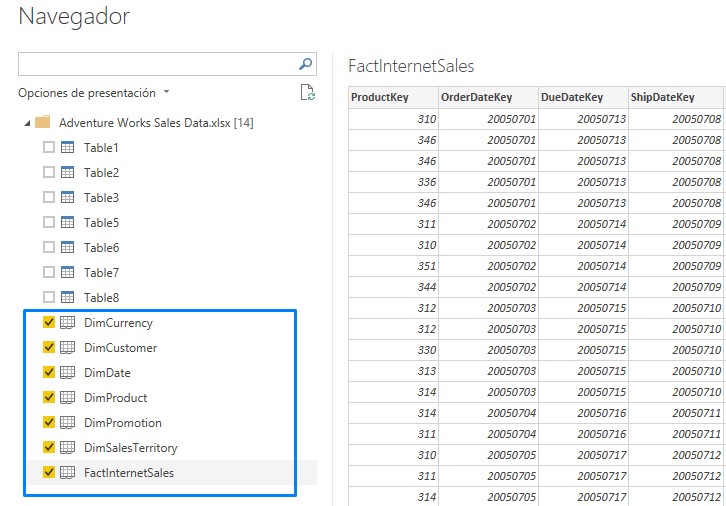 Navegador
Opciones de presentación
Adventure Works Sales Data.xlsx [14]
Table1
Table2
Table3
Table5
Table6
Table7
Table8
DimCurrency
DimCustomer
DimDate
DimProduct
DimPromotion
DimSalesTerritory
FactInternetSales
FactInternetSales
ProductKey OrderDateKey DueDateKey ShipDateKey
310 20050701 20050713 20050708
346 20050701 20050713 20050708
346 20050701 20050713 20050708
336 20050701 20050713 20050708
346 20050701 20050713 20050708
311 20050702 20050714 20050709
310 20050702 20050714 20050709
351 20050702 20050714 20050709
344 20050702 20050714 20050709
312 20050703 20050715 20050710
312 20050703 20050715 20050710
330 20050703 20050715 20050710
313 20050703 20050715 20050710
314 20050703 20050715 20050710
314 20050704 20050716 20050711
311 20050704 20050716 20050711
310 20050705 20050717 20050712
311 20050705 20050717 20050712
314 20050705 20050717 20050712